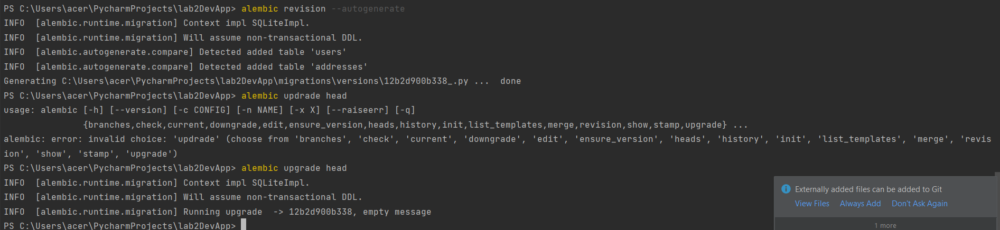 PS C:\Users\acer\PycharmProjects\lab2DevApp> alembic revision --autogenerate
INFO  [alembic.runtime.migration] Context impl SQLiteImpl.
INFO  [alembic.runtime.migration] Will assume non-transactional DDL.
INFO  [alembic.autogenerate.compare] Detected added table 'users'
INFO  [alembic.autogenerate.compare] Detected added table 'addresses'
Generating C:\Users\acer\PycharmProjects\lab2DevApp\migrations\versions\12b2d900b338_.py ...  done
PS C:\Users\acer\PycharmProjects\lab2DevApp> alembic updrade head
usage: alembic [-h] [--version] [-c CONFIG] [-n NAME] [-x X] [--raiseerr] [-q]
               {branches,check,current,downgrade,edit,ensure_version,heads,history,init,list_templates,merge,revision,show,stamp,upgrade} ...
alembic: error: invalid choice: 'updrade' (choose from 'branches', 'check', 'current', 'downgrade', 'edit', 'ensure_version', 'heads', 'history', 'init', 'list_templates', 'merge', 'revis
ion', 'show', 'stamp', 'upgrade')
PS C:\Users\acer\PycharmProjects\lab2DevApp> alembic upgrade head
INFO  [alembic.runtime.migration] Context impl SQLiteImpl.
INFO  [alembic.runtime.migration] Will assume non-transactional DDL.
INFO  [alembic.runtime.migration] Running upgrade  -> 12b2d900b338, empty message
PS C:\Users\acer\PycharmProjects\lab2DevApp>
Externally added files can be added to Git
View Files Always Add Don't Ask Again
1 more